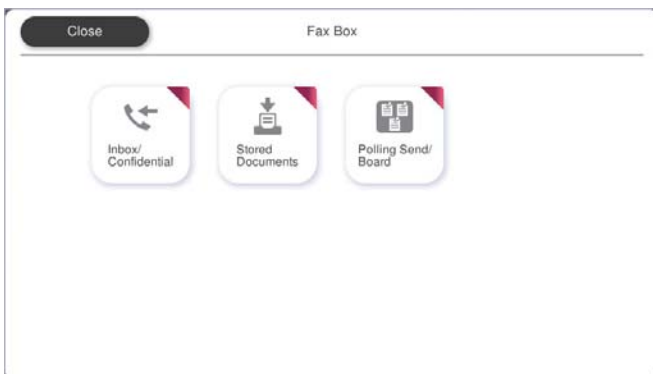 Close
Fax Box
Inbox/
Confidential
Stored
Documents
Polling Send/
Board